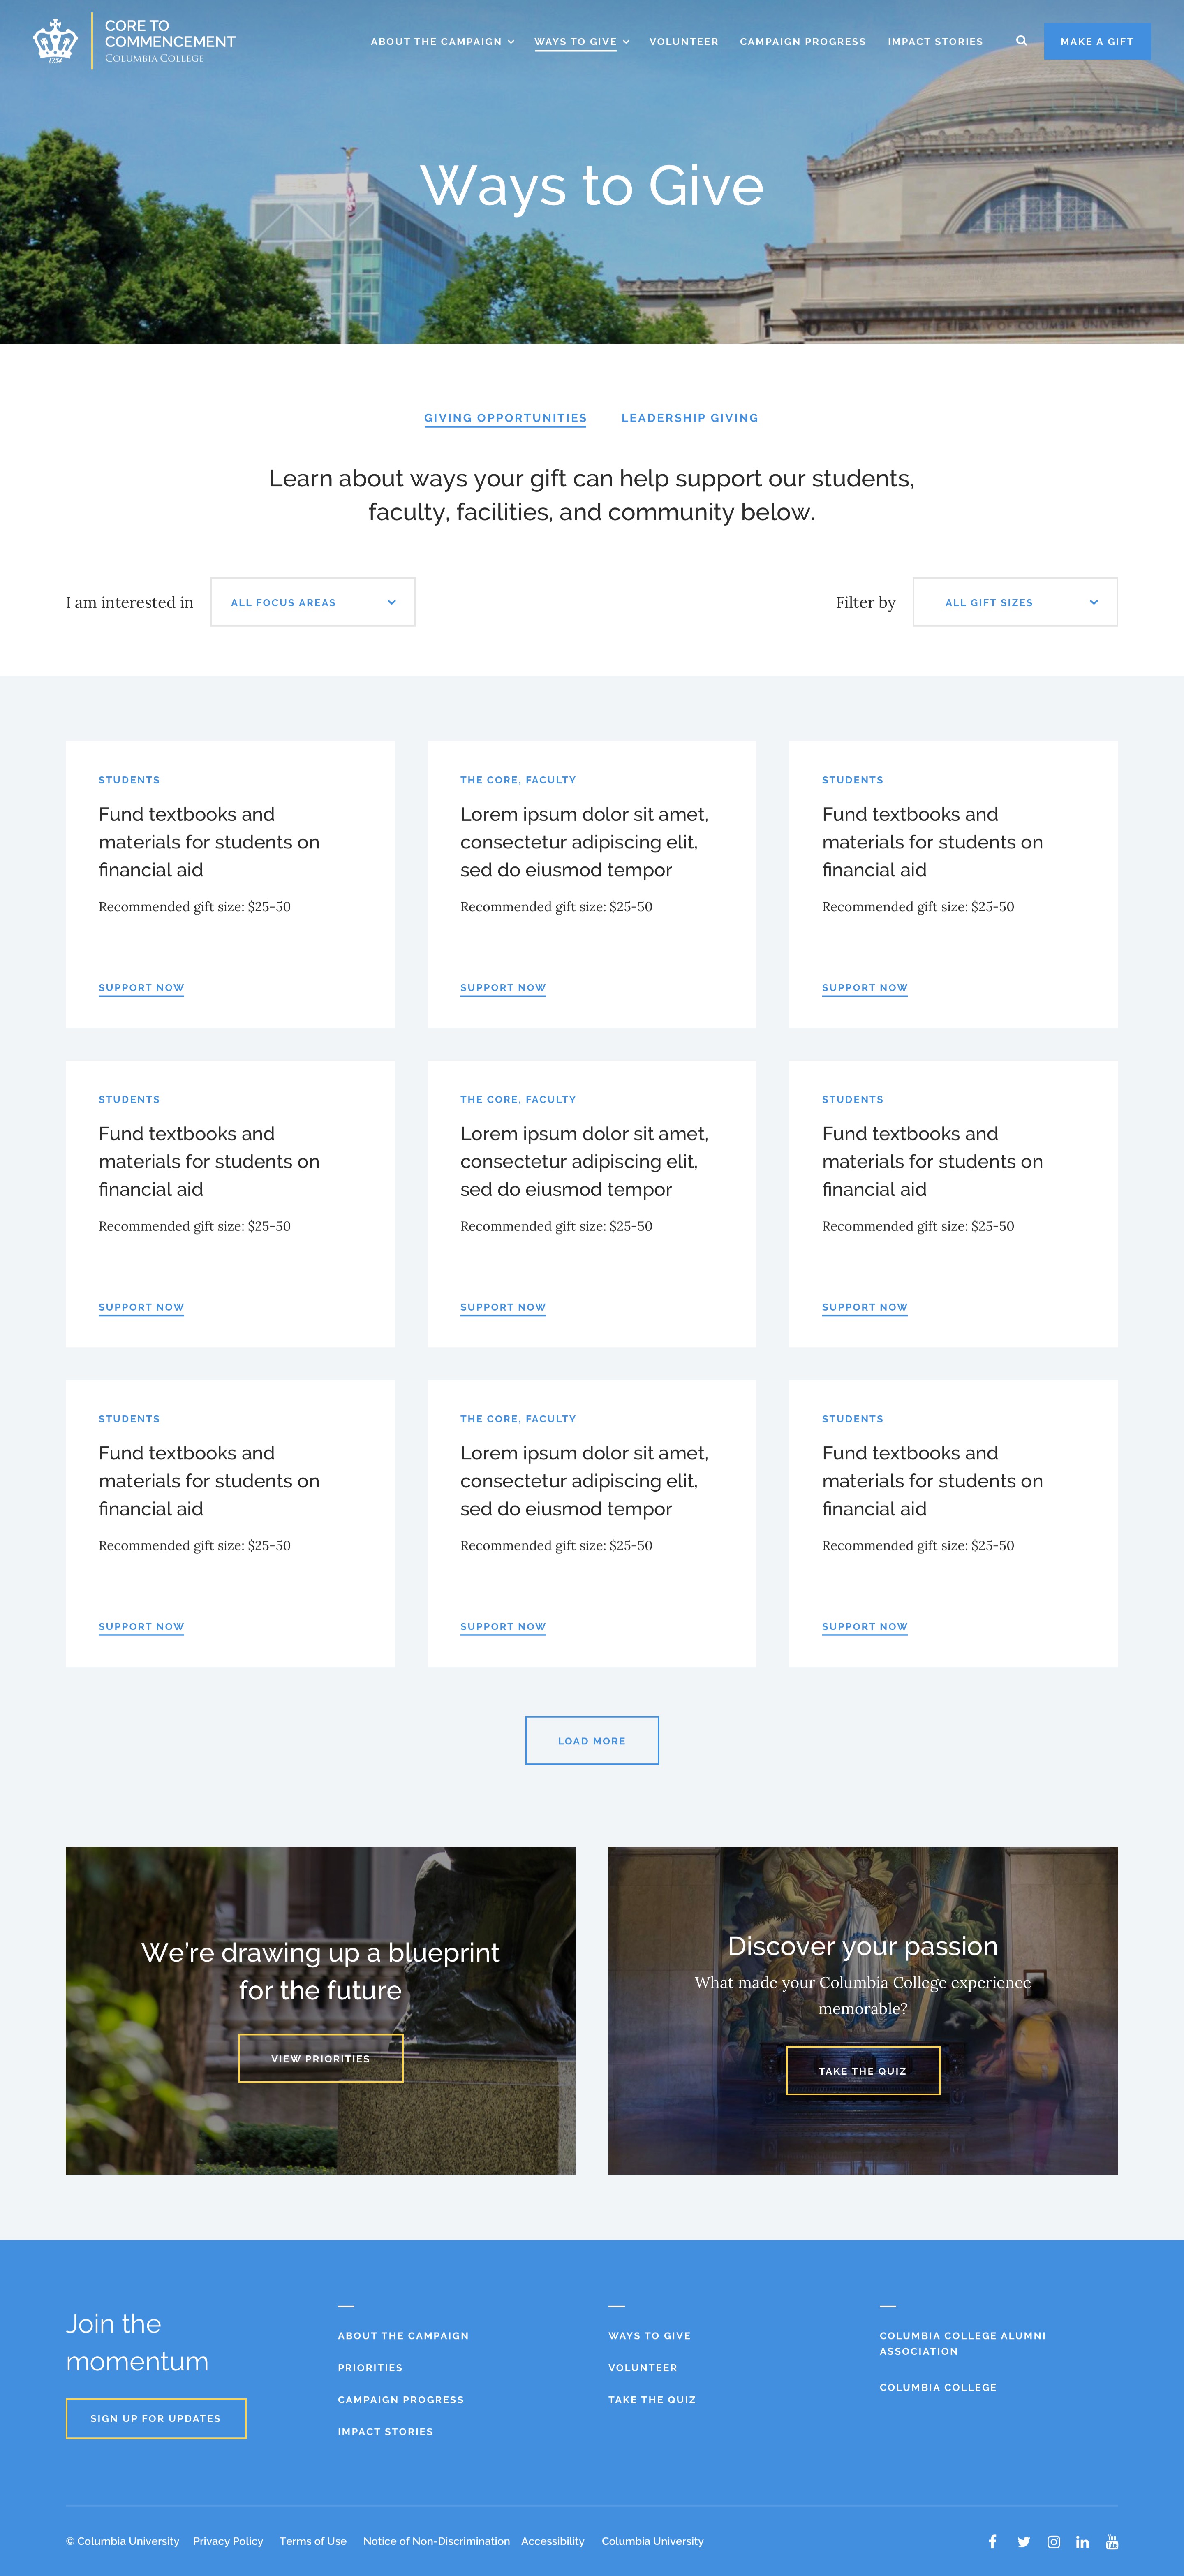 CORE TO
COMMENCEMENT
COLUMBIA COLLEGE
1754
ABOUT THE CAMPAIGN
WAYS TO GIVE
VOLUNTEER
CAMPAIGN PROGRESS
IMPACT STORIES
MAKE A GIFT
Ways to Give
THE LIBRARY OF COLUMBIA UNIVERSITY
GIVING OPPORTUNITIES
LEADERSHIP GIVING
Learn about ways your gift can help support our students,
faculty, facilities, and community below.
I am interested in
ALL FOCUS AREAS
Filter by
ALL GIFT SIZES
STUDENTS
Fund textbooks and
materials for students on
financial aid
Recommended gift size: $25-50
SUPPORT NOW
THE CORE, FACULTY
Lorem ipsum dolor sit amet,
consectetur adipiscing elit,
sed do eiusmod tempor
Recommended gift size: $25-50
SUPPORT NOW
STUDENTS
Fund textbooks and
materials for students on
financial aid
Recommended gift size: $25-50
SUPPORT NOW
STUDENTS
Fund textbooks and
materials for students on
financial aid
Recommended gift size: $25-50
SUPPORT NOW
THE CORE, FACULTY
Lorem ipsum dolor sit amet,
consectetur adipiscing elit,
sed do eiusmod tempor
Recommended gift size: $25-50
SUPPORT NOW
STUDENTS
Fund textbooks and
materials for students on
financial aid
Recommended gift size: $25-50
SUPPORT NOW
STUDENTS
Fund textbooks and
materials for students on
financial aid
Recommended gift size: $25-50
SUPPORT NOW
THE CORE, FACULTY
Lorem ipsum dolor sit amet,
consectetur adipiscing elit,
sed do eiusmod tempor
Recommended gift size: $25-50
SUPPORT NOW
STUDENTS
Fund textbooks and
materials for students on
financial aid
Recommended gift size: $25-50
SUPPORT NOW
LOAD MORE
We're drawing up a blueprint
for the future
VIEW PRIORITIES
Discover your passion
What made your Columbia College experience
memorable?
TAKE THE QUIZ
Join the
momentum
SIGN UP FOR UPDATES
ABOUT THE CAMPAIGN
PRIORITIES
CAMPAIGN PROGRESS
IMPACT STORIES
WAYS TO GIVE
VOLUNTEER
TAKE THE QUIZ
COLUMBIA COLLEGE ALUMNI
ASSOCIATION
COLUMBIA COLLEGE
© Columbia University
Privacy Policy
Terms of Use
Notice of Non-Discrimination
Accessibility
Columbia University